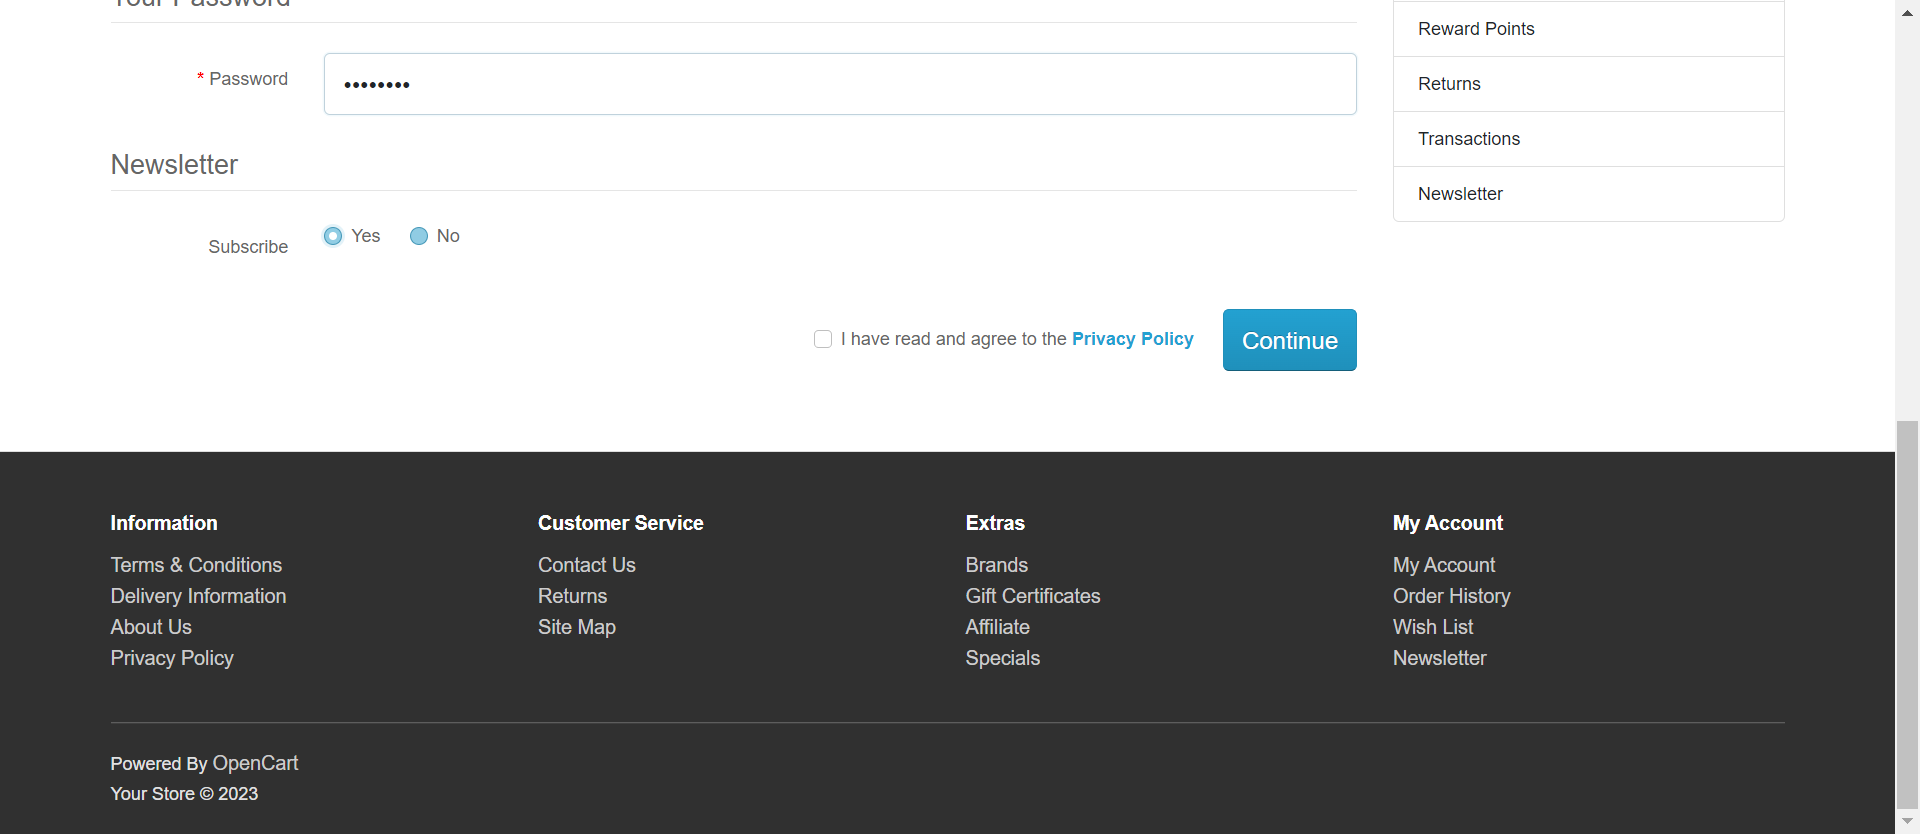 Your Password
* Password
••••••••
Newsletter
Subscribe
Yes
No
I have read and agree to the Privacy Policy
Continue
Reward Points
Returns
Transactions
Newsletter
Information
Terms & Conditions
Delivery Information
About Us
Privacy Policy
Customer Service
Contact Us
Returns
Site Map
Extras
Brands
Gift Certificates
Affiliate
Specials
My Account
My Account
Order History
Wish List
Newsletter
Powered By OpenCart
Your Store © 2023